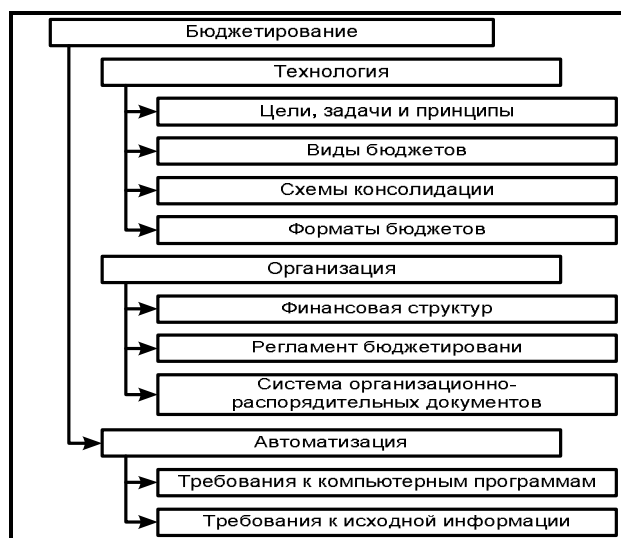 Бюджетирование
Технология
Цели, задачи и принципы
Виды бюджетов
Схемы консолидации
Форматы бюджетов
Организация
Финансовая структур
Регламент бюджетировани
Система организационно-
распорядительных документов
Автоматизация
Требования к компьютерным программам
Требования к исходной информации